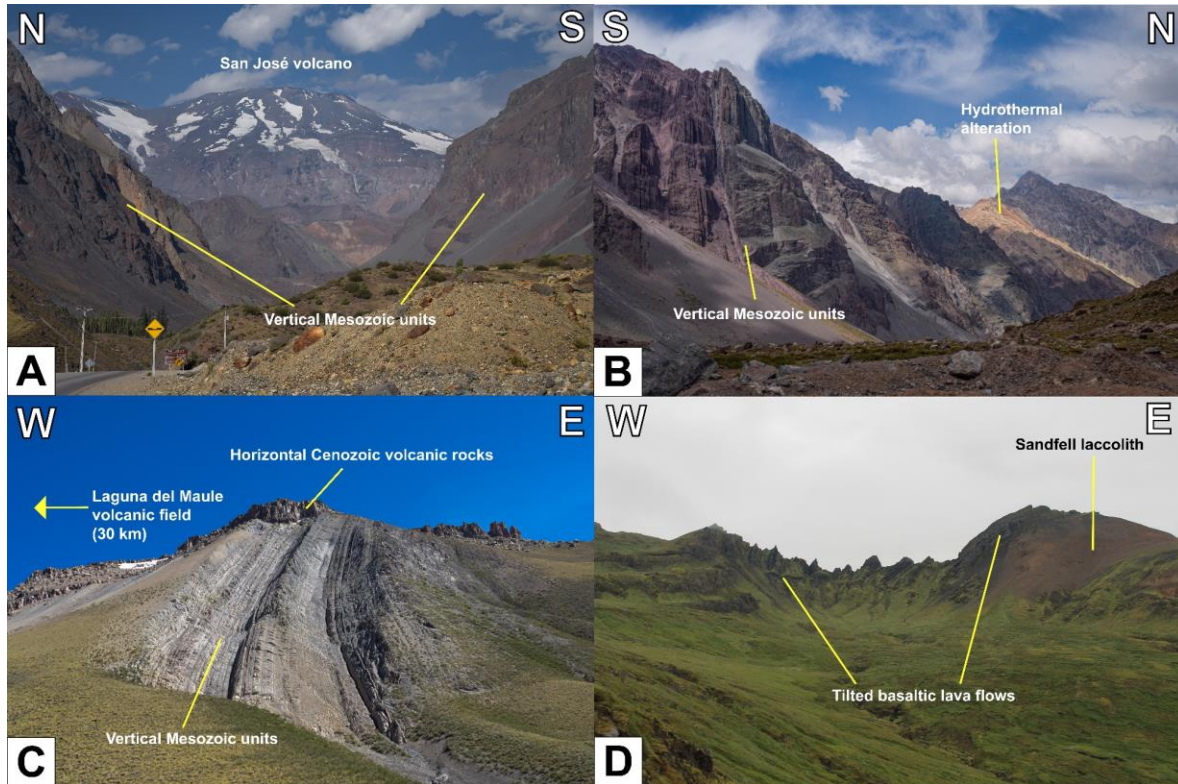 N
S
San José volcano
Vertical Mesozoic units
A
S
N
Hydrothermal
alteration
Vertical Mesozoic units
B
W
E
Horizontal Cenozoic volcanic rocks
Laguna del Maule
volcanic field
(30 km)
Vertical Mesozoic units
C
W
E
Sandfell laccolith
Tilted basaltic lava flows
D